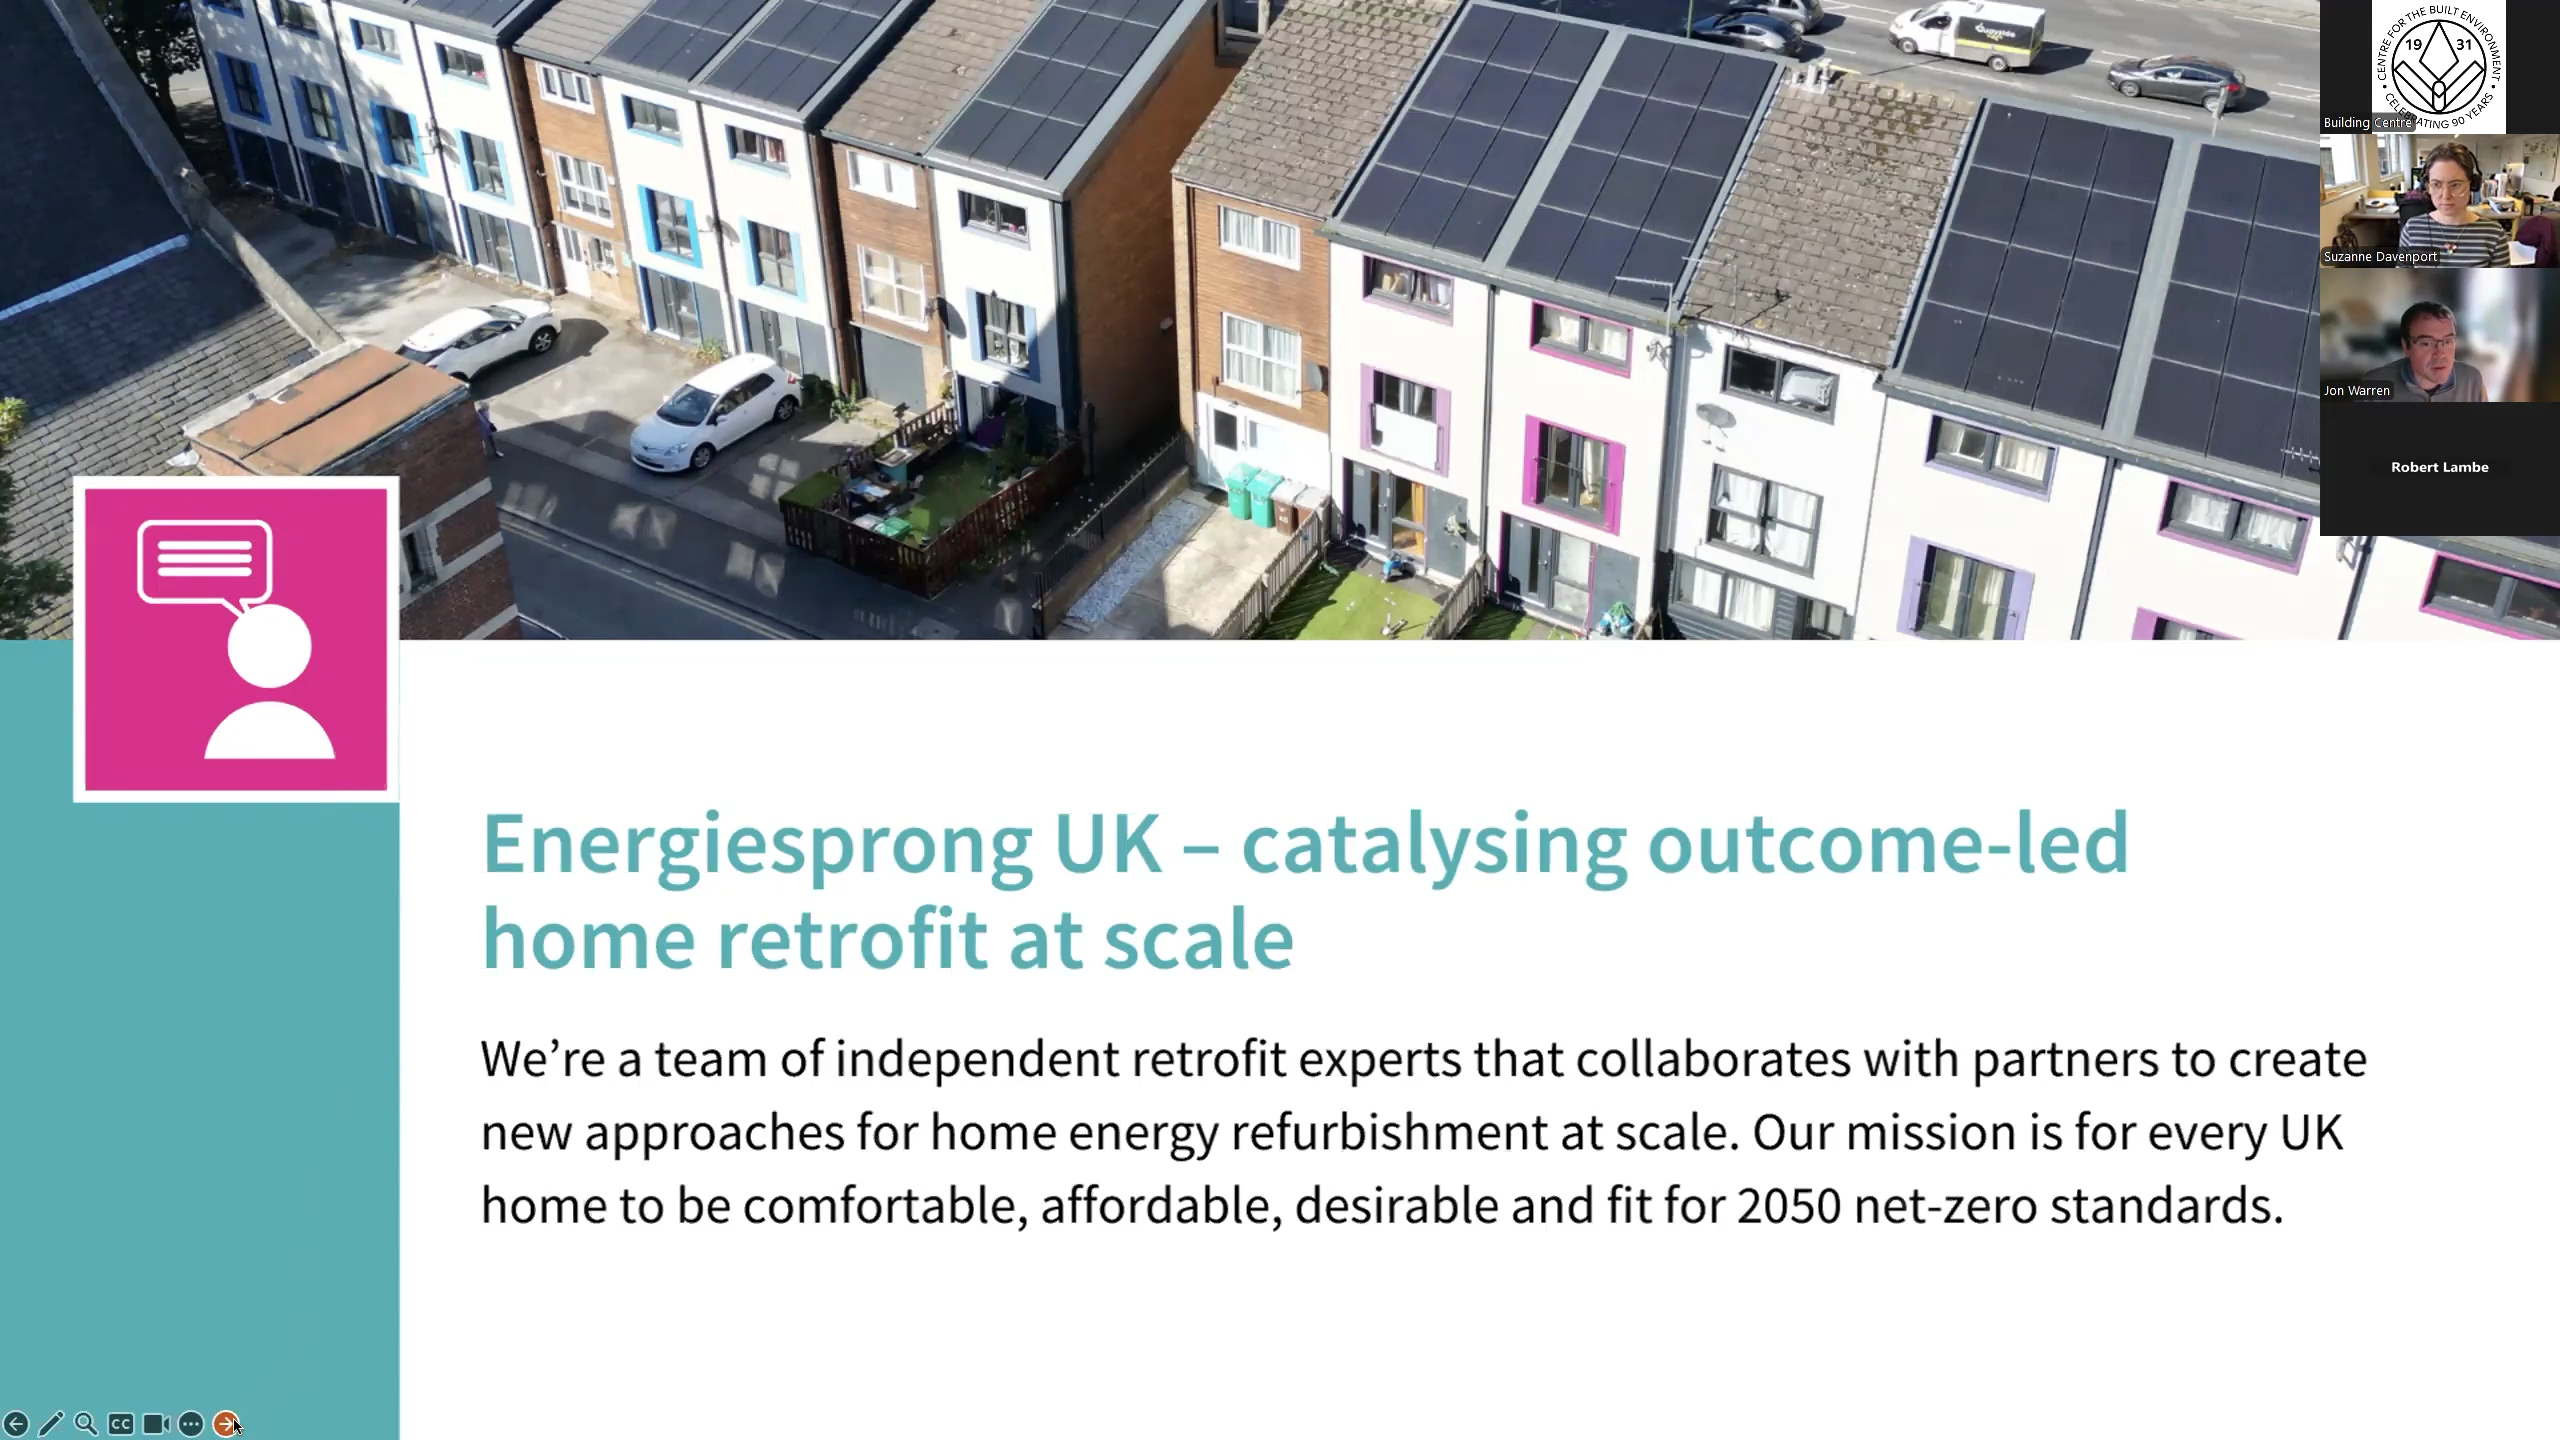 CENTRE FOR THE BUILT ENVIRONMENT
19 31
CELEBRATING 90 YEARS
Building Centre
Suzanne Davenport
Jon Warren
Robert Lambe
Energiesprong UK – catalysing outcome-led
home retrofit at scale
We’re a team of independent retrofit experts that collaborates with partners to create
new approaches for home energy refurbishment at scale. Our mission is for every UK
home to be comfortable, affordable, desirable and fit for 2050 net-zero standards.
CC